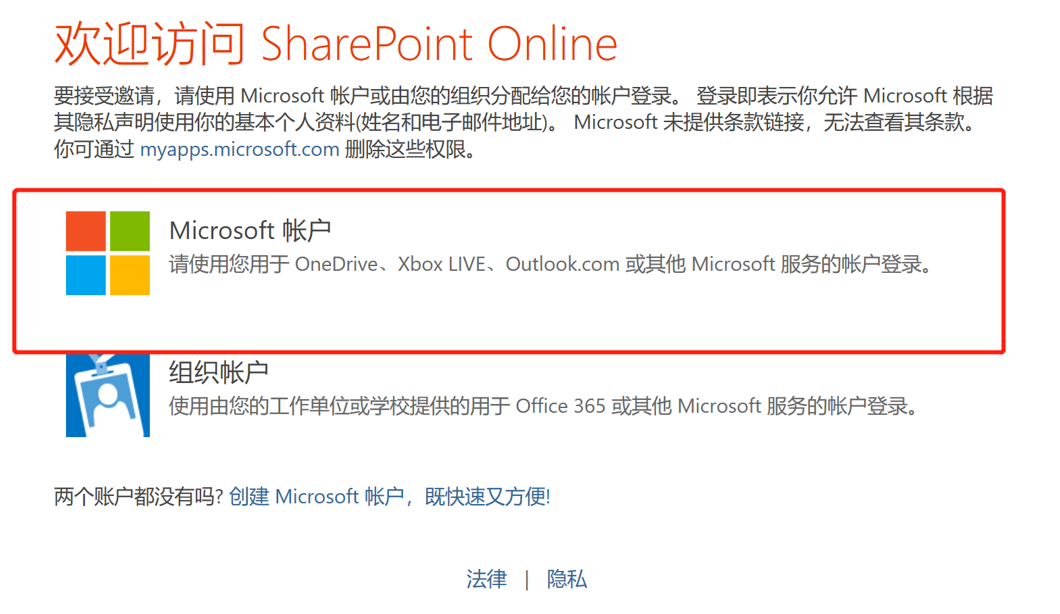 欢迎访问 SharePoint Online
要接受邀请，请使用 Microsoft 帐户或由您的组织分配给您的帐户登录。 登录即表示你允许 Microsoft 根据
其隐私声明使用你的基本个人资料(姓名和电子邮件地址)。 Microsoft 未提供条款链接，无法查看其条款。
你可通过 myapps.microsoft.com 删除这些权限。
Microsoft 帐户
请使用您用于 OneDrive、Xbox LIVE、Outlook.com 或其他 Microsoft 服务的帐户登录。
组织帐户
使用由您的工作单位或学校提供的用于 Office 365 或其他 Microsoft 服务的帐户登录。
两个账户都没有吗? 创建 Microsoft 帐户，既快速又方便!
法律 | 隐私